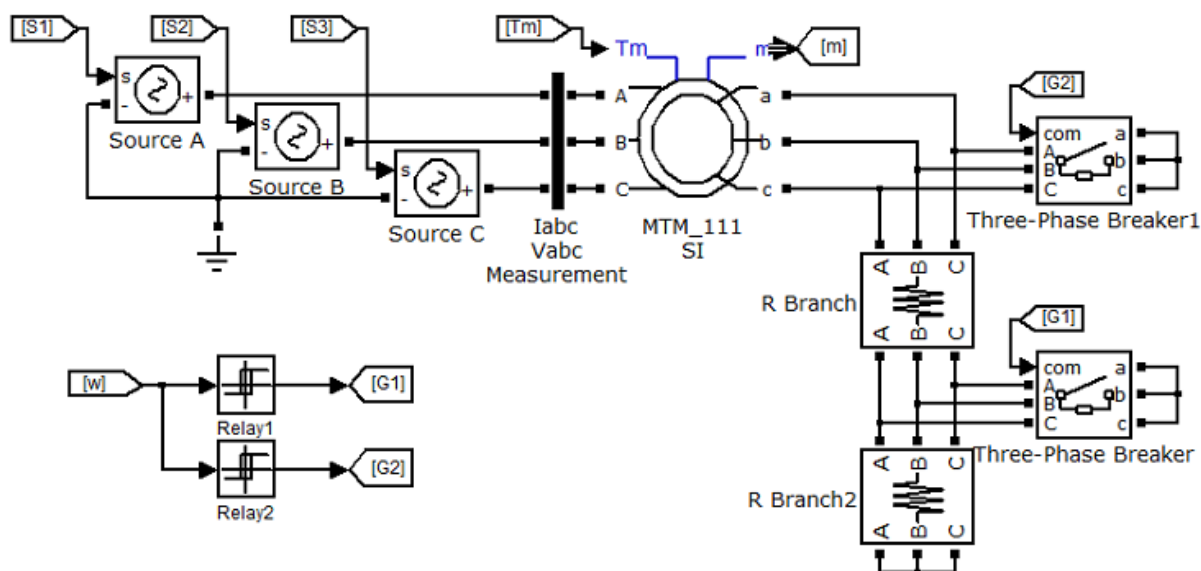 [S1]
[S2]
[S3]
[Tm]
[m]
s
-
+
Source A
s
-
+
Source B
s
-
+
Source C
Iabc
Vabc
Measurement
Tm
m
A
B
C
a
b
c
MTM_111
SI
[G2]
com
A
B
C
a
b
c
Three-Phase Breaker1
A
B
C
R Branch
A
B
C
[G1]
com
A
B
C
a
b
c
Three-Phase Breaker
A
B
C
R Branch2
A
B
C
[w]
Relay1
[G1]
Relay2
[G2]